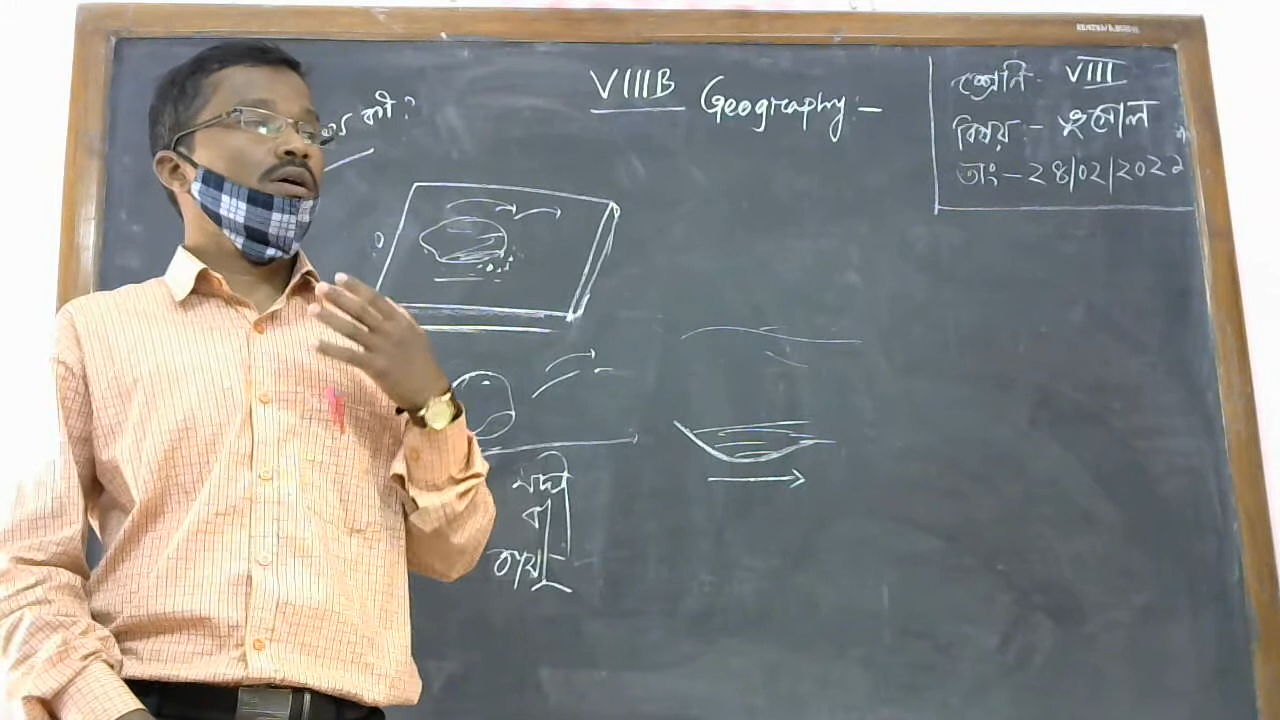 VIIIB Geography:-
কী?
শ্রেনি:- VIII
বিষয়:- ভূগোল
তাং:- 28/02/2022
নদী
বা